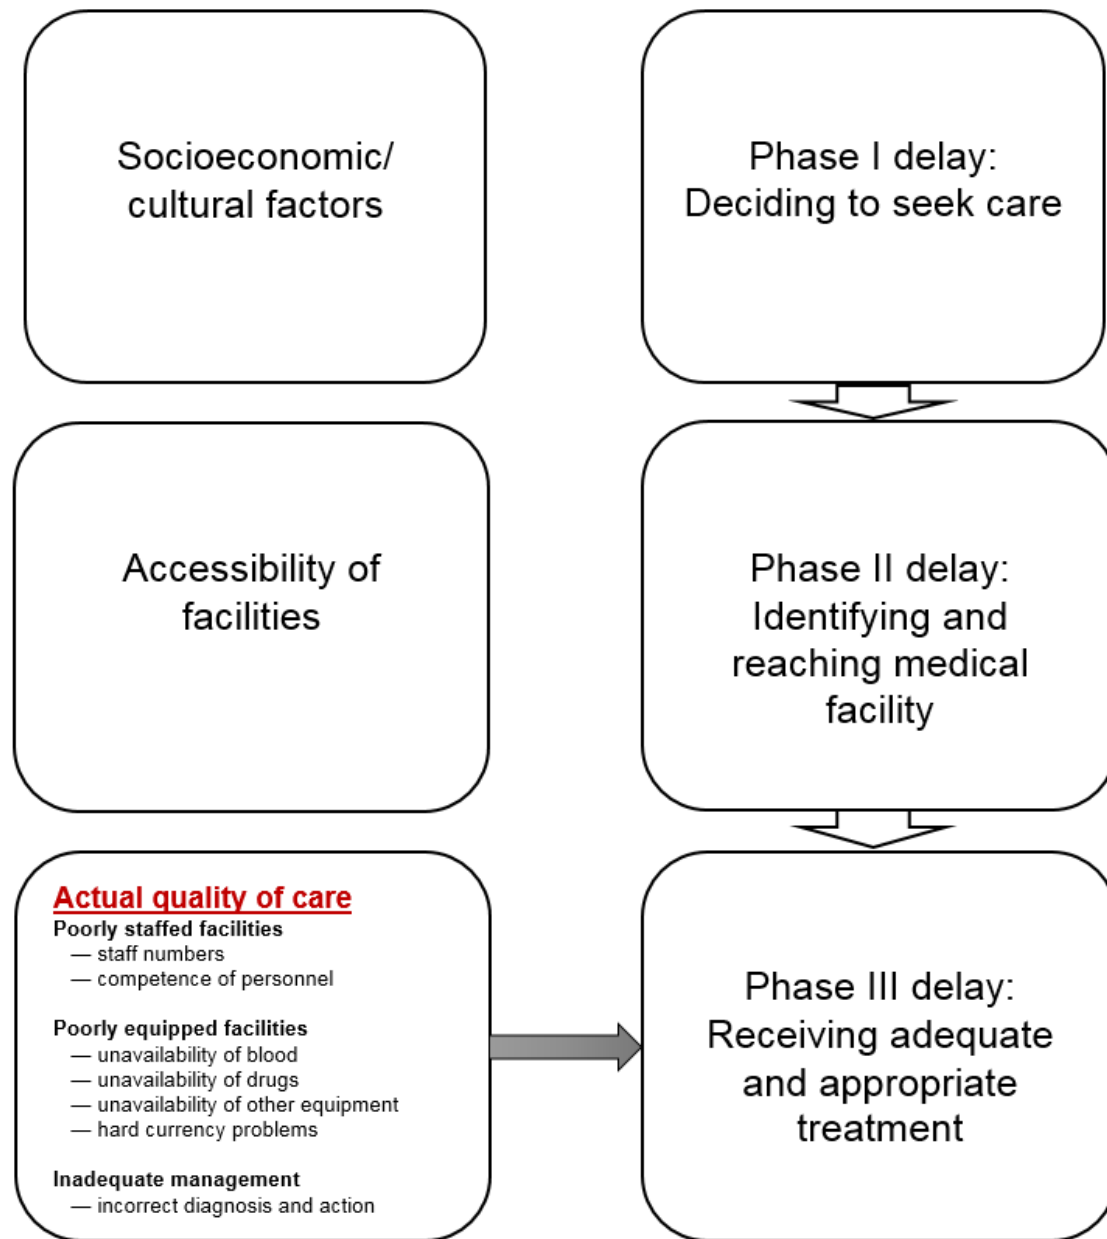 Socioeconomic/
cultural factors
Phase I delay:
Deciding to seek care
Accessibility of
facilities
Phase II delay:
Identifying and
reaching medical
facility
Actual quality of care
Poorly staffed facilities
— staff numbers
— competence of personnel
Poorly equipped facilities
— unavailability of blood
— unavailability of drugs
— unavailability of other equipment
— hard currency problems
Inadequate management
— incorrect diagnosis and action
Phase III delay:
Receiving adequate
and appropriate
treatment